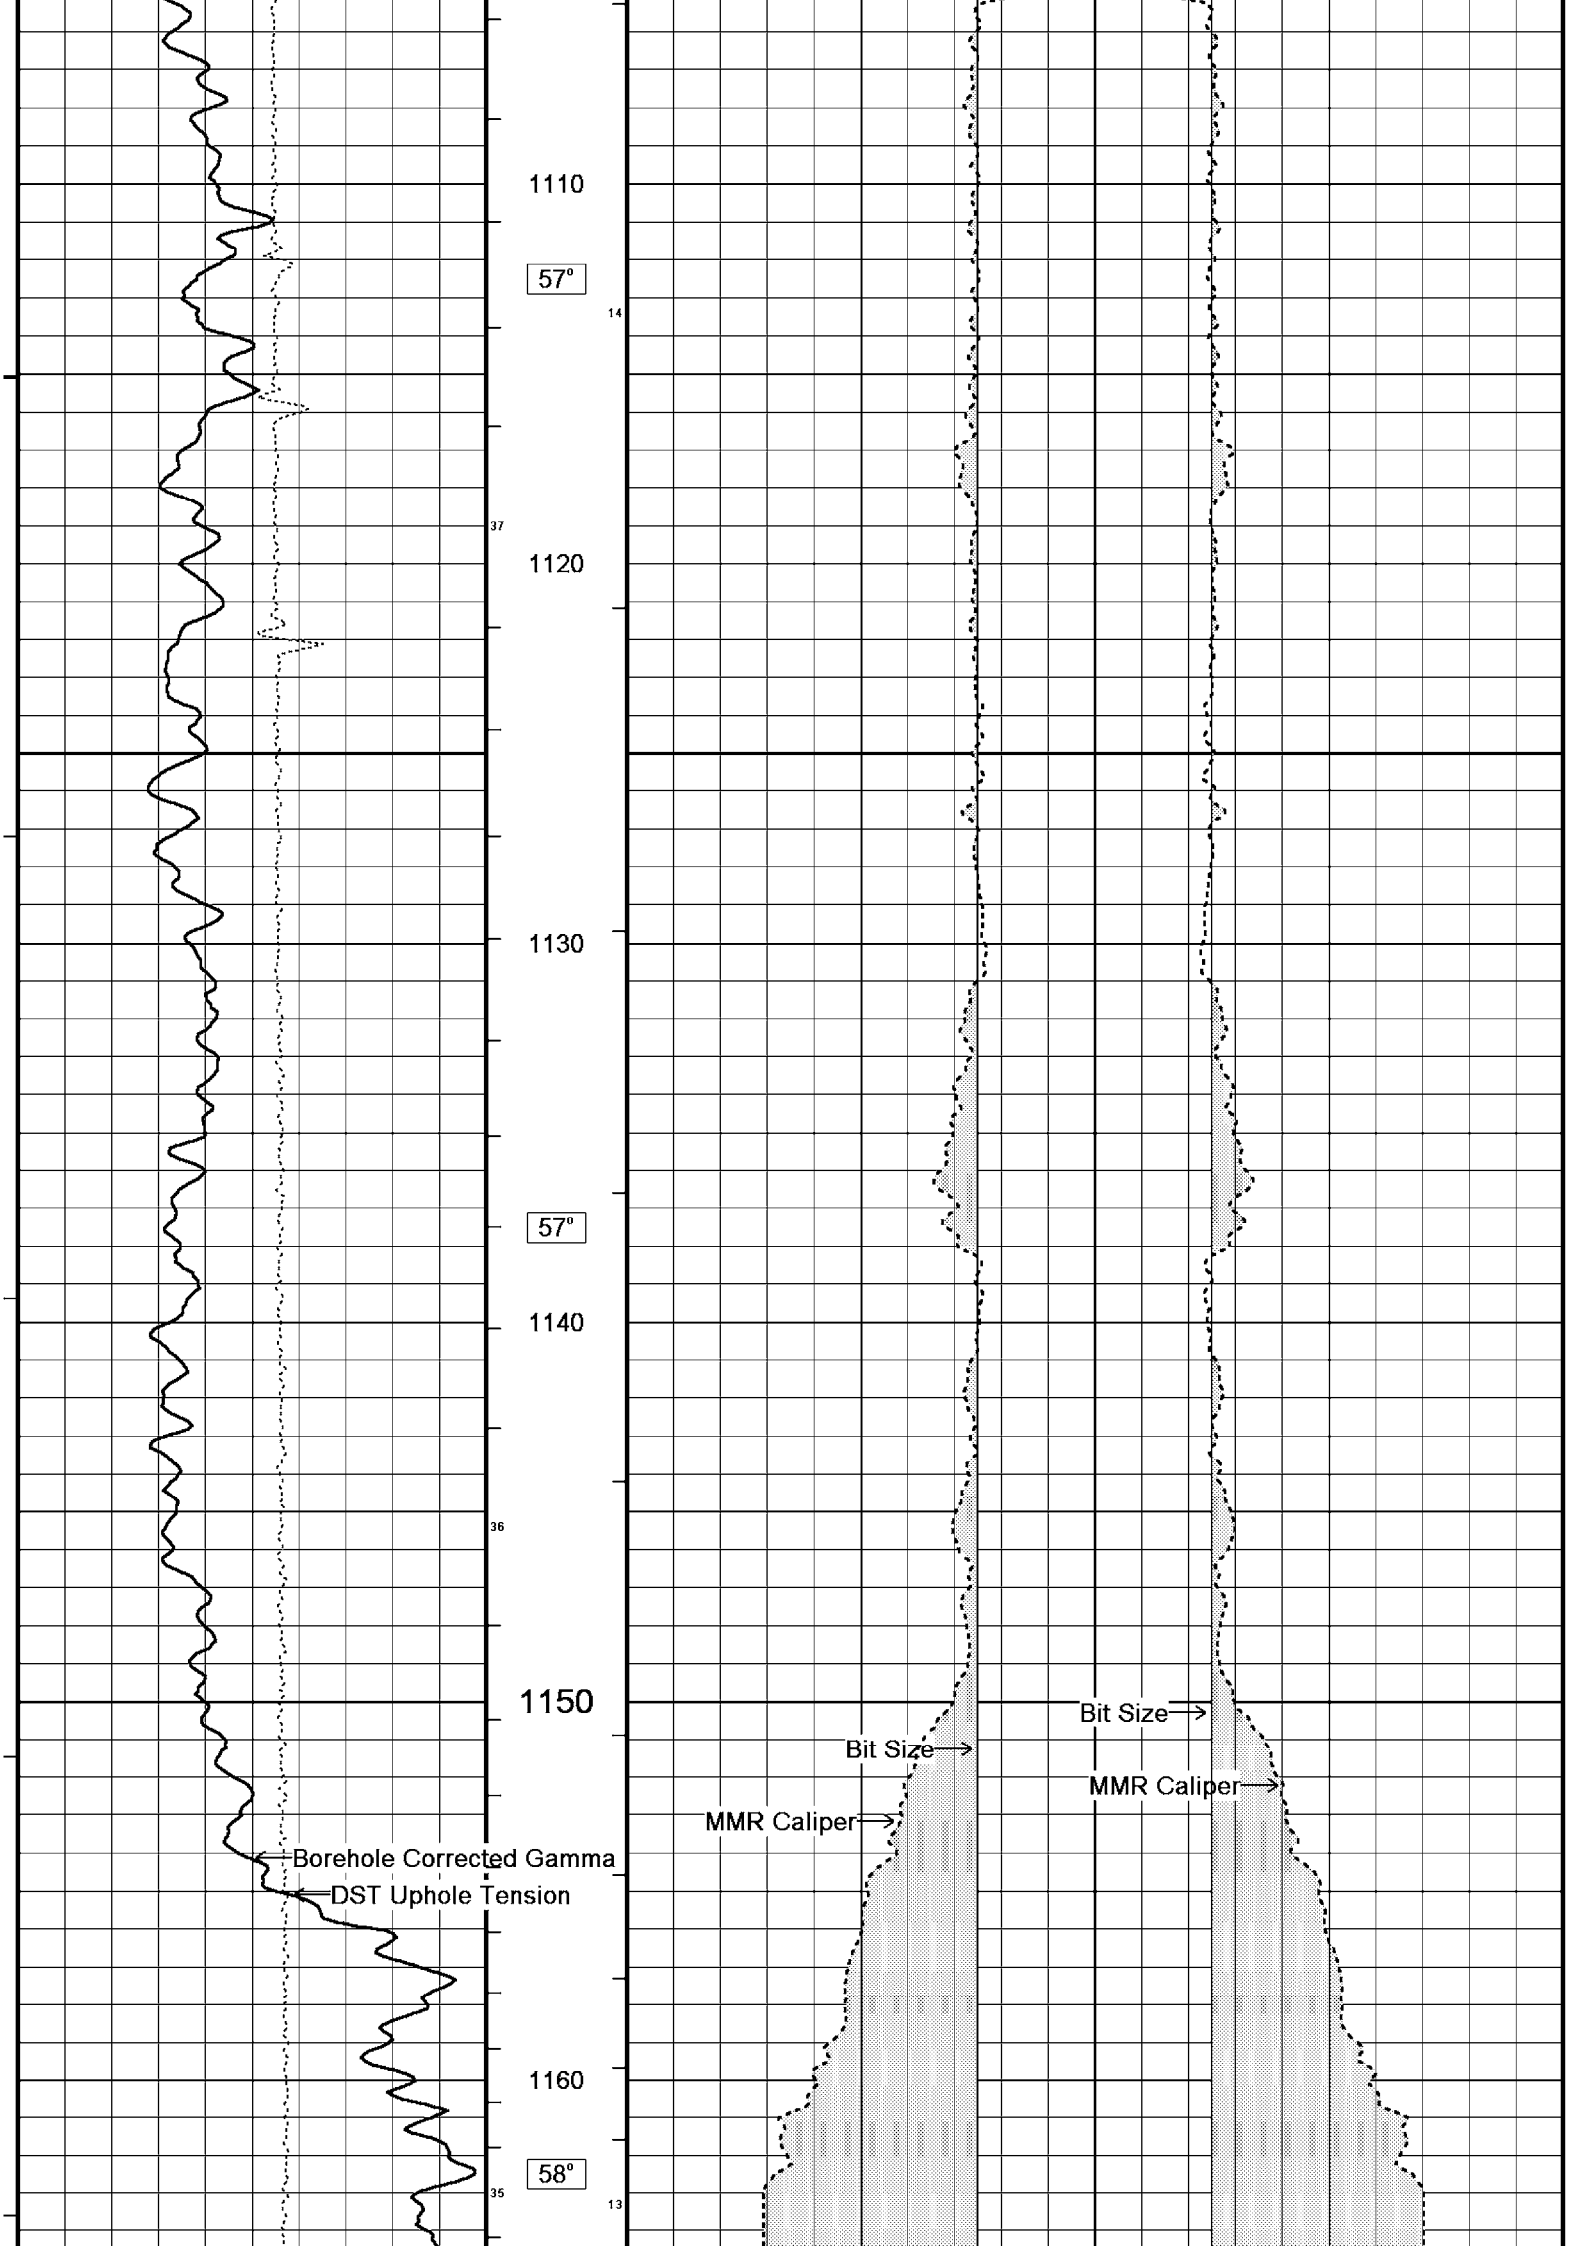 1110
57°
14
37
1120
1130
57°
1140
36
1150
Bit Size
Bit Size
MMR Caliper
MMR Caliper
Borehole Corrected Gamma
DST Uphole Tension
1160
58°
35
13